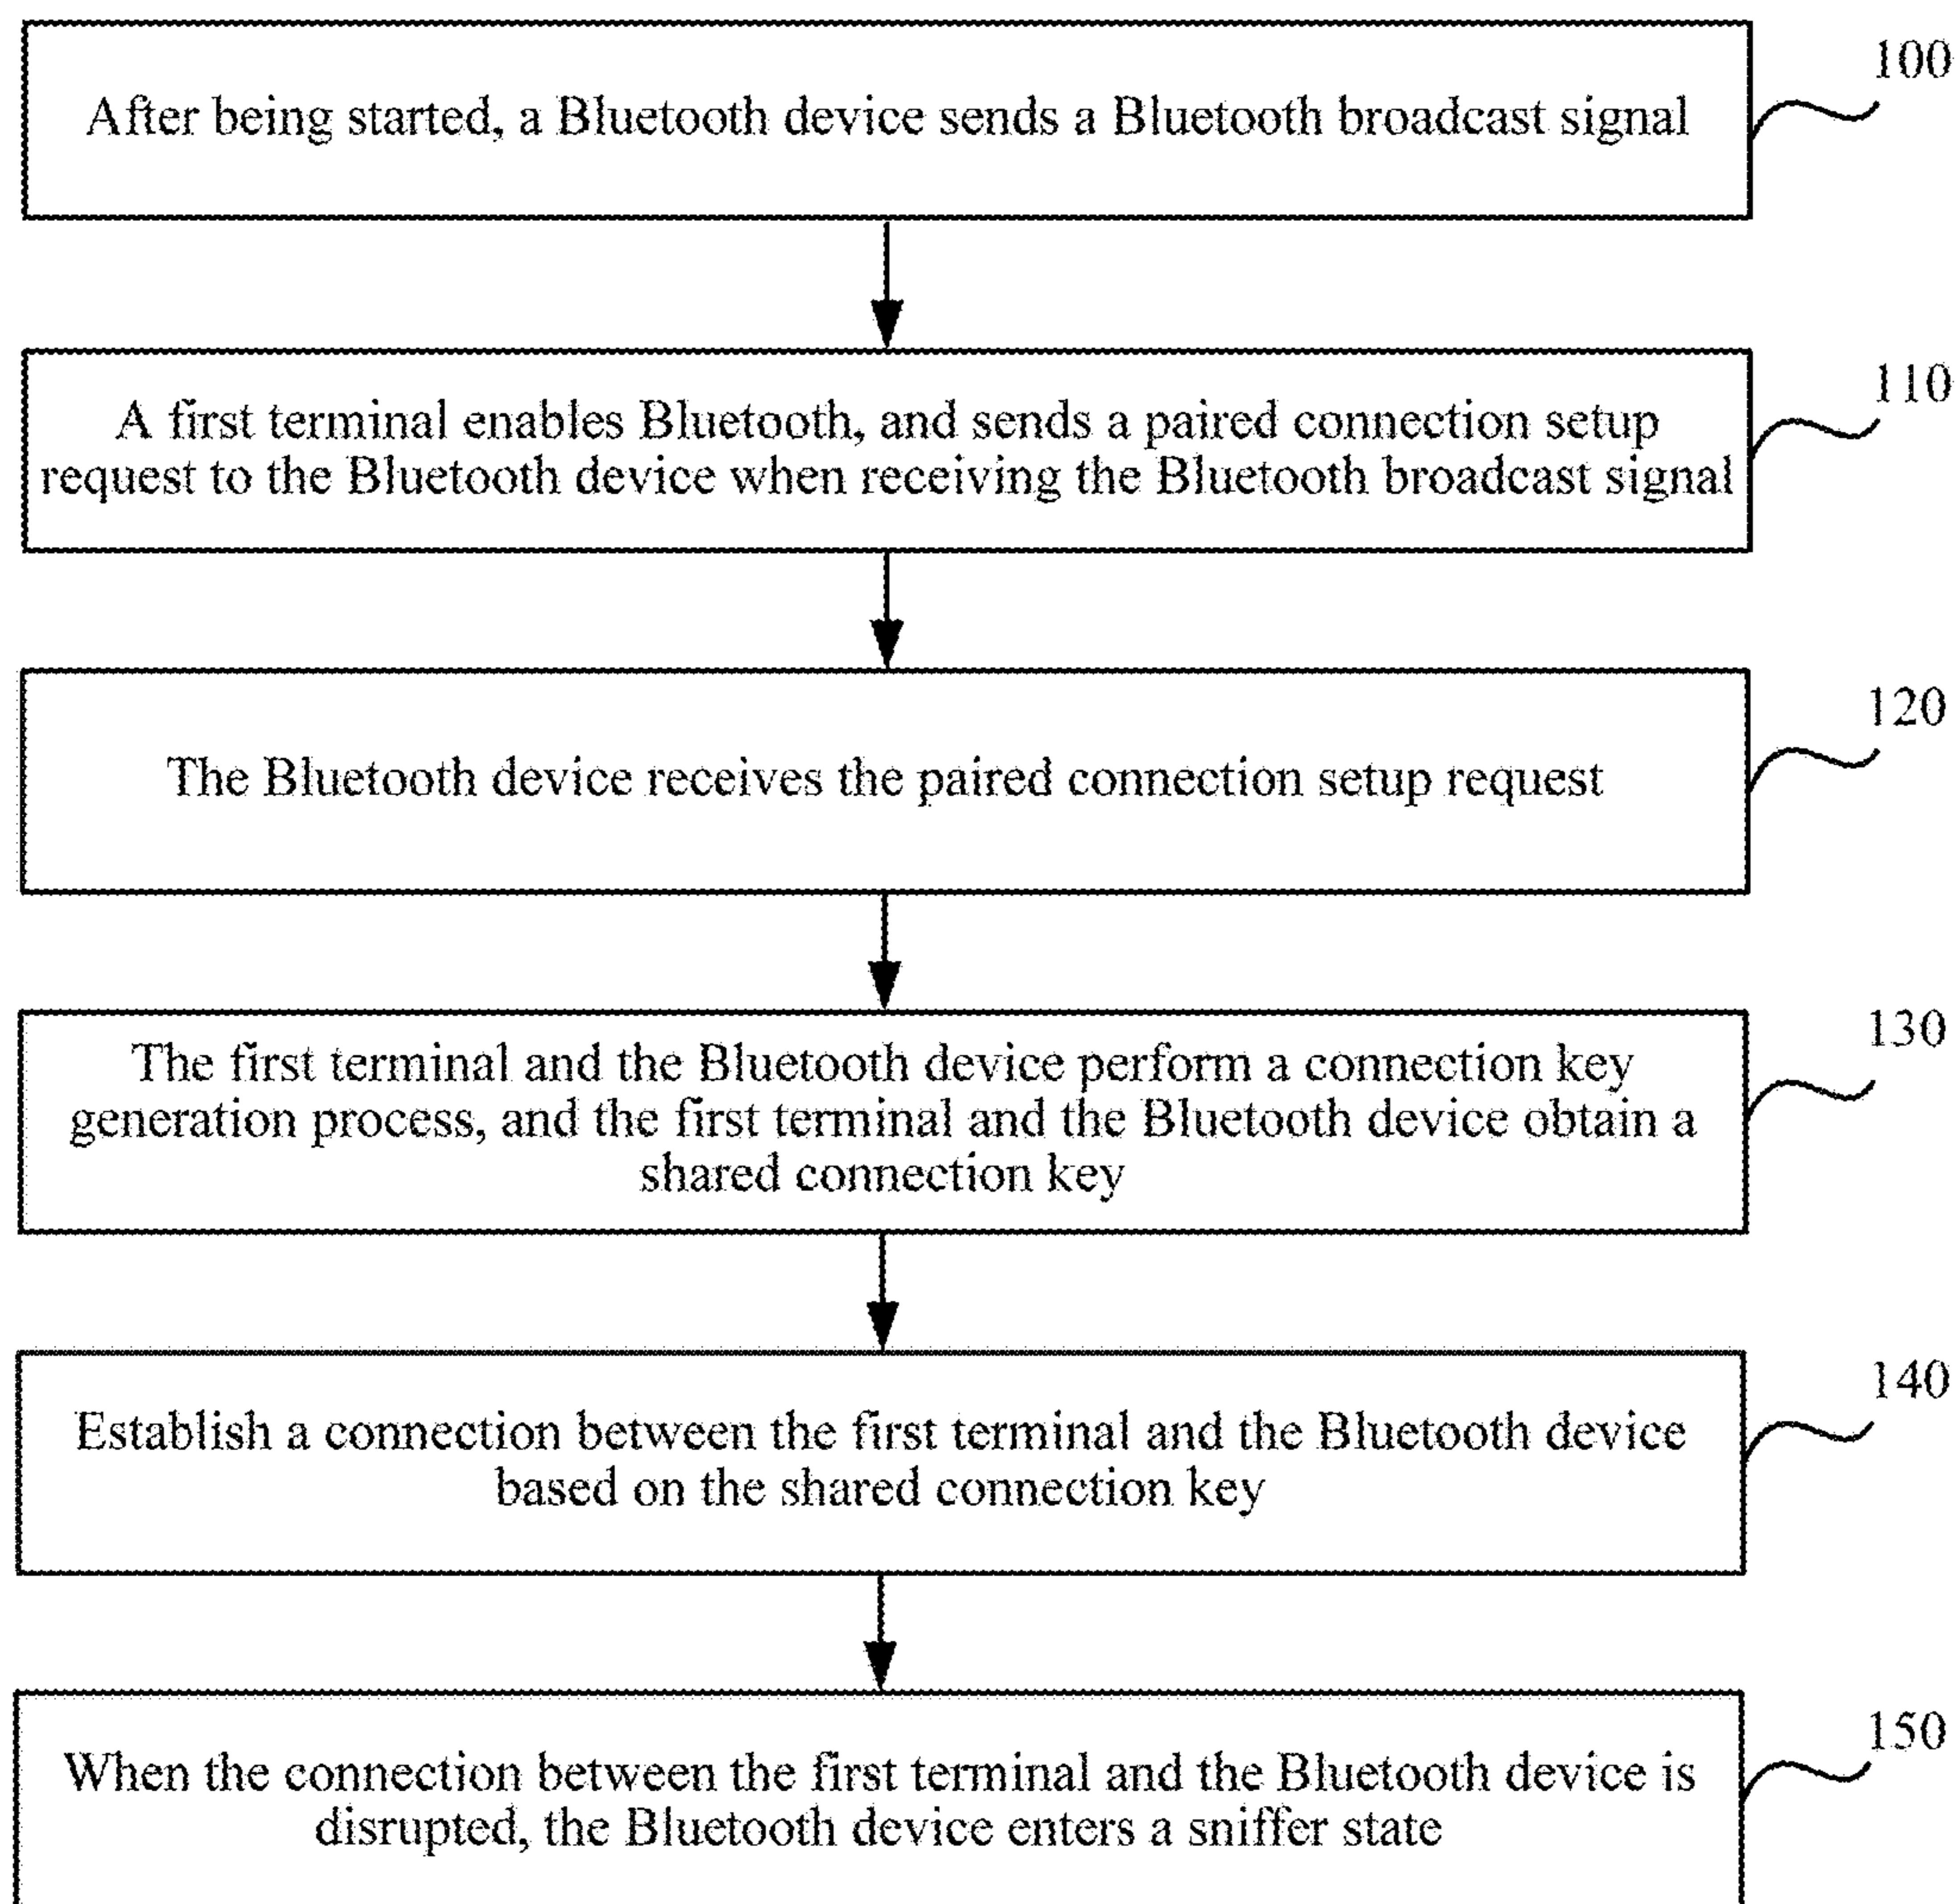 100
After being started, a Bluetooth device sends a Bluetooth broadcast signal
110
A first terminal enables Bluetooth, and sends a paired connection setup
request to the Bluetooth device when receiving the Bluetooth broadcast signal
120
The Bluetooth device receives the paired connection setup request
130
The first terminal and the Bluetooth device perform a connection key
generation process, and the first terminal and the Bluetooth device obtain a
shared connection key
140
Establish a connection between the first terminal and the Bluetooth device
based on the shared connection key
150
When the connection between the first terminal and the Bluetooth device is
disrupted, the Bluetooth device enters a sniffer state